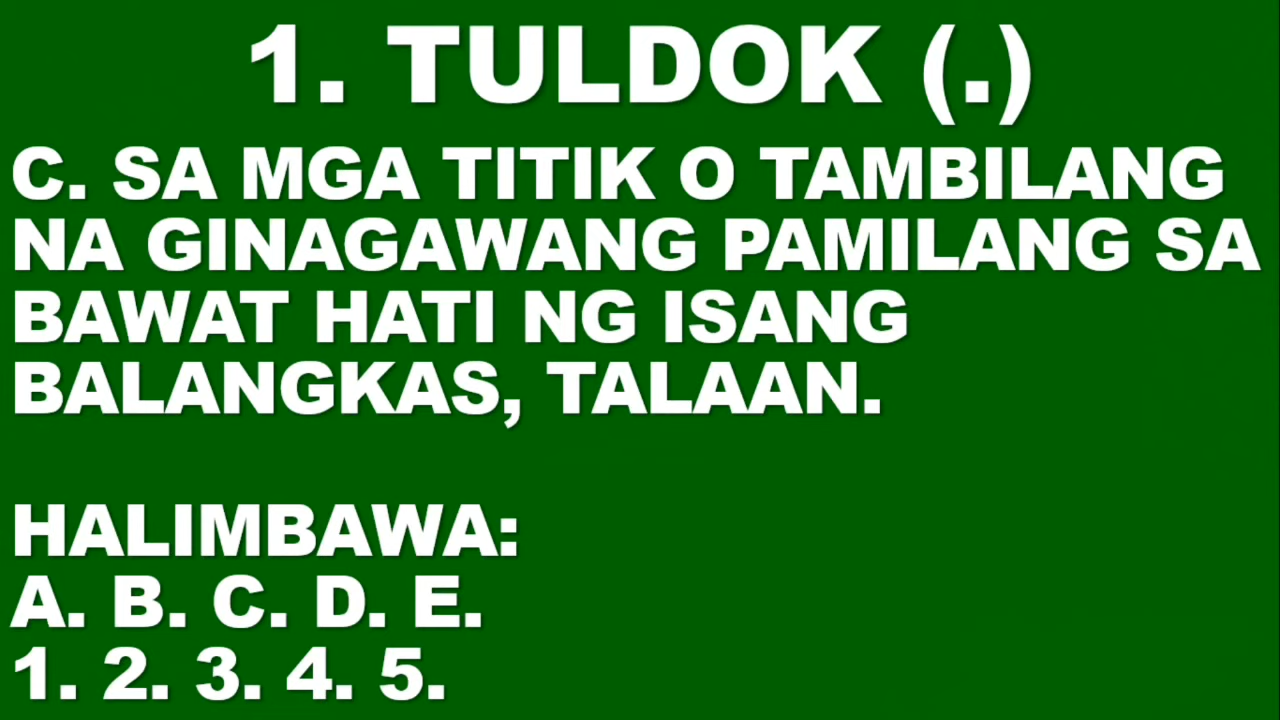 1. TULDOK (.)
C. SA MGA TITIK O TAMBILANG
NA GINAGAWANG PAMILANG SA
BAWAT HATI NG ISANG
BALANGKAS, TALAAN.
HALIMBAWA:
A. B. C. D. E.
1. 2. 3. 4. 5.